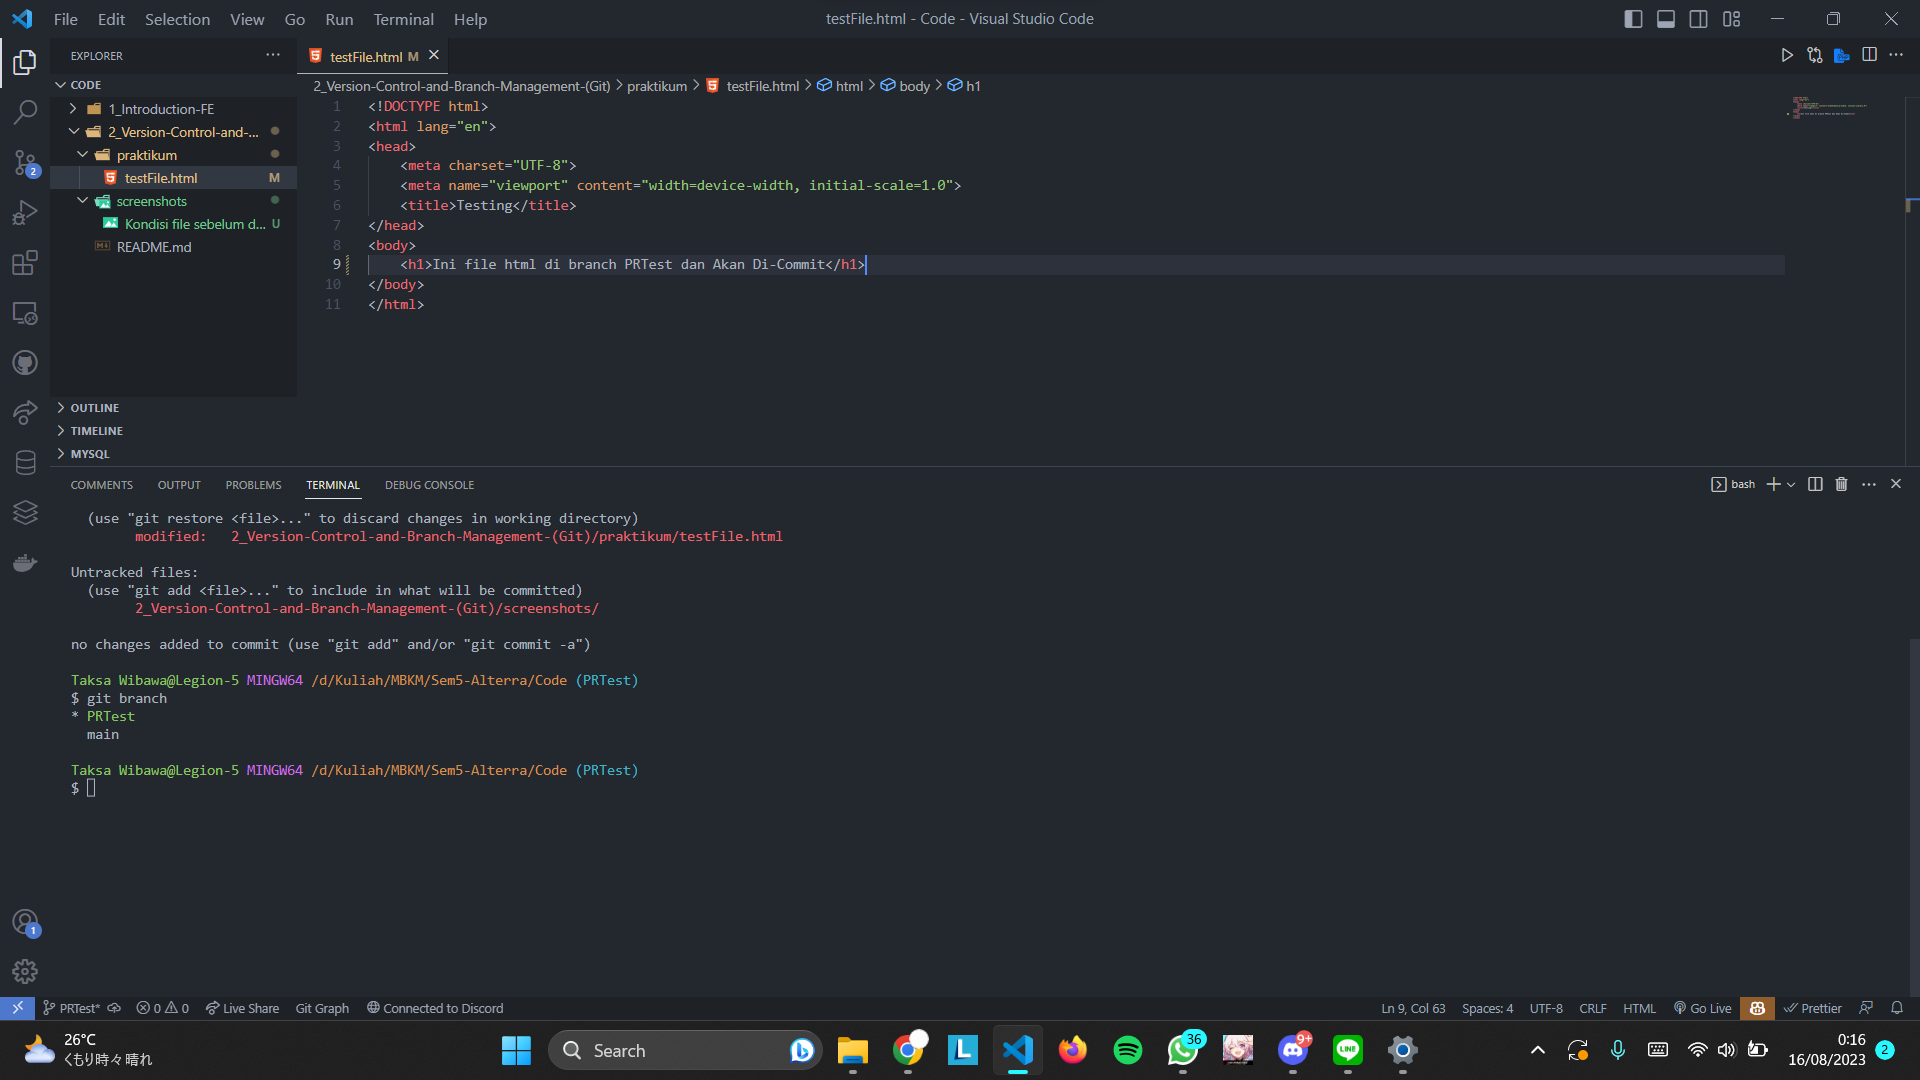 File Edit Selection View Go Run Terminal Help
testFile.html - Code - Visual Studio Code
EXPLORER
CODE
1_Introduction-FE
2_Version-Control-and-...
praktikum
testFile.html M
screenshots
Kondisi file sebelum d... U
README.md
OUTLINE
TIMELINE
MYSQL
2
1
testFile.html M
2_Version-Control-and-Branch-Management-(Git) > praktikum > testFile.html > html > body > h1
1 <!DOCTYPE html>
2 <html lang="en">
3 <head>
4 <meta charset="UTF-8">
5 <meta name="viewport" content="width=device-width, initial-scale=1.0">
6 <title>Testing</title>
7 </head>
8 <body>
9 <h1>Ini file html di branch PRTest dan Akan Di-Commit</h1>
10 </body>
11 </html>
COMMENTS OUTPUT PROBLEMS TERMINAL DEBUG CONSOLE
bash
(use "git restore <file>..." to discard changes in working directory)
modified: 2_Version-Control-and-Branch-Management-(Git)/praktikum/testFile.html
Untracked files:
(use "git add <file>..." to include in what will be committed)
2_Version-Control-and-Branch-Management-(Git)/screenshots/
no changes added to commit (use "git add" and/or "git commit -a")
Taksa Wibawa@Legion-5 MINGW64 /d/Kuliah/MBKM/Sem5-Alterra/Code (PRTest)
$ git branch
* PRTest
main
Taksa Wibawa@Legion-5 MINGW64 /d/Kuliah/MBKM/Sem5-Alterra/Code (PRTest)
$
PRTest* 0 0 Live Share Git Graph Connected to Discord
Ln 9, Col 63 Spaces: 4 UTF-8 CRLF HTML Go Live Prettier
26°C
くもり時々晴れ
Search
L
36
9+
LINE
0:16
16/08/2023
2